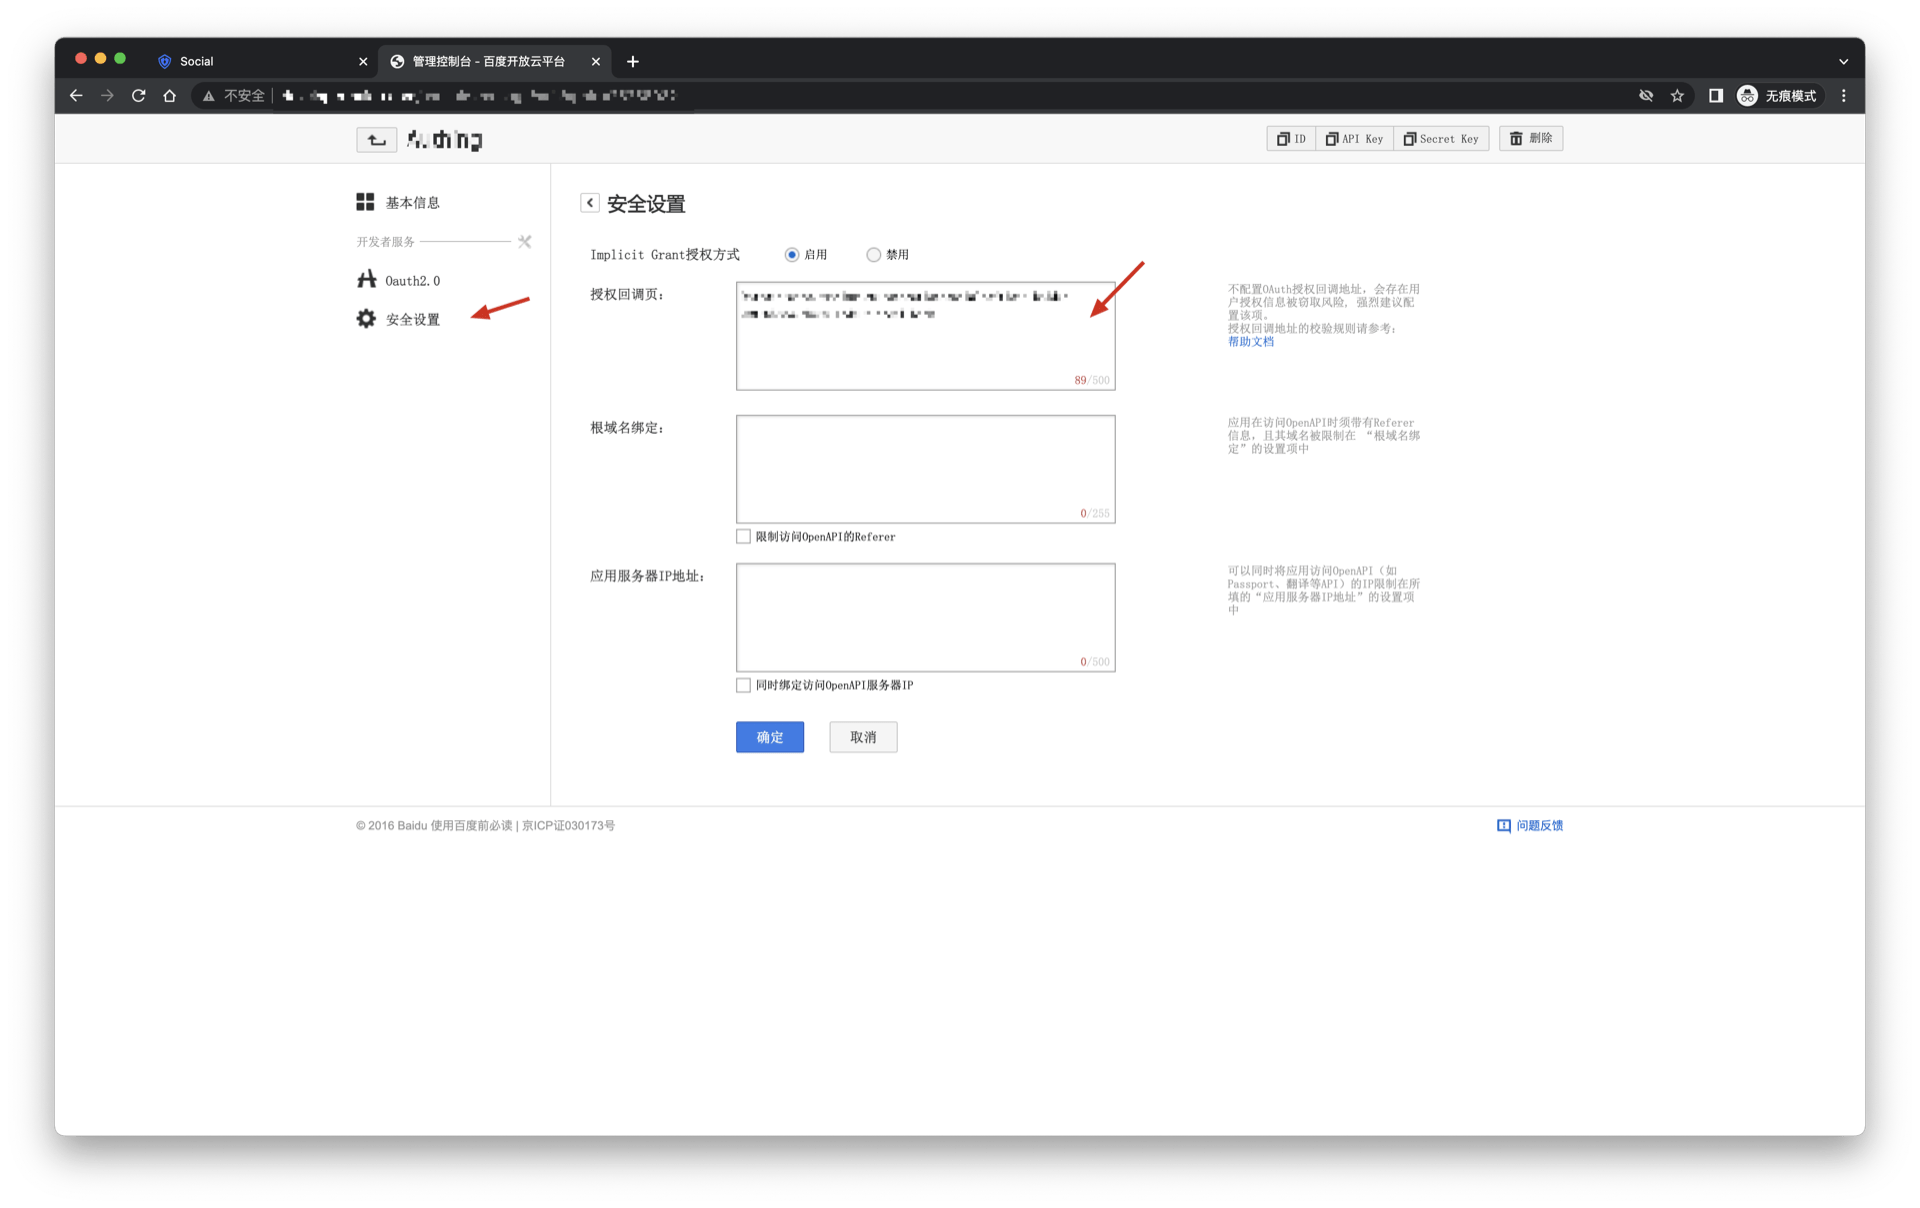 Social
管理控制台 - 百度开放云平台
不安全
无痕模式
ID
API Key
Secret Key
删除
基本信息
开发者服务
Oauth2.0
安全设置
安全设置
Implicit Grant授权方式
启用
禁用
授权回调页：
89/500
不配置OAuth授权回调地址，会存在用
户授权信息被窃取风险，强烈建议配
置该项。
授权回调地址的校验规则请参考：
帮助文档
根域名绑定：
0/255
限制访问OpenAPI的Referer
应用在访问OpenAPI时须带有Referer
信息，且其域名被限制在 “根域名绑
定”的设置项中
应用服务器IP地址：
0/500
同时绑定访问OpenAPI服务器IP
可以同时将应用访问OpenAPI（如
Passport、翻译等API）的IP限制在所
填的“应用服务器IP地址”的设置项
中
确定
取消
© 2016 Baidu 使用百度前必读 | 京ICP证030173号
问题反馈